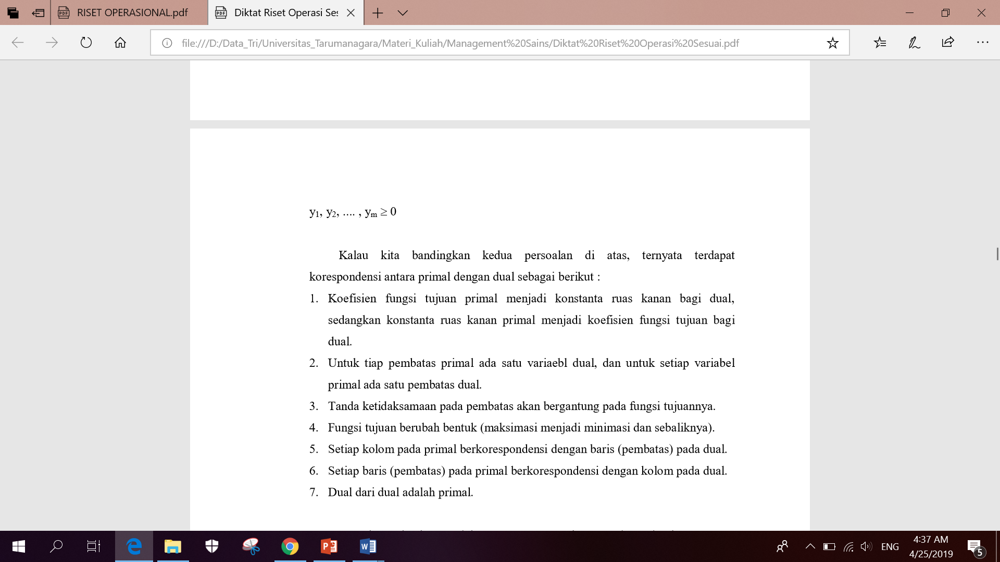 RISET OPERASIONAL.pdf
Diktat Riset Operasi Ses
file:///D:/Data_Tri/Universitas_Tarumanagara/Materi_Kuliah/Management%20Sains/Diktat%20Riset%20Operasi%20Sesuai.pdf
y1, y2, .... , ym ≥ 0
Kalau kita bandingkan kedua persoalan di atas, ternyata terdapat
korespondensi antara primal dengan dual sebagai berikut :
1. Koefisien fungsi tujuan primal menjadi konstanta ruas kanan bagi dual,
sedangkan konstanta ruas kanan primal menjadi koefisien fungsi tujuan bagi
dual.
2. Untuk tiap pembatas primal ada satu variaebl dual, dan untuk setiap variabel
primal ada satu pembatas dual.
3. Tanda ketidaksamaan pada pembatas akan bergantung pada fungsi tujuannya.
4. Fungsi tujuan berubah bentuk (maksimasi menjadi minimasi dan sebaliknya).
5. Setiap kolom pada primal berkorespondensi dengan baris (pembatas) pada dual.
6. Setiap baris (pembatas) pada primal berkorespondensi dengan kolom pada dual.
7. Dual dari dual adalah primal.
ENG
4:37 AM
4/25/2019
5